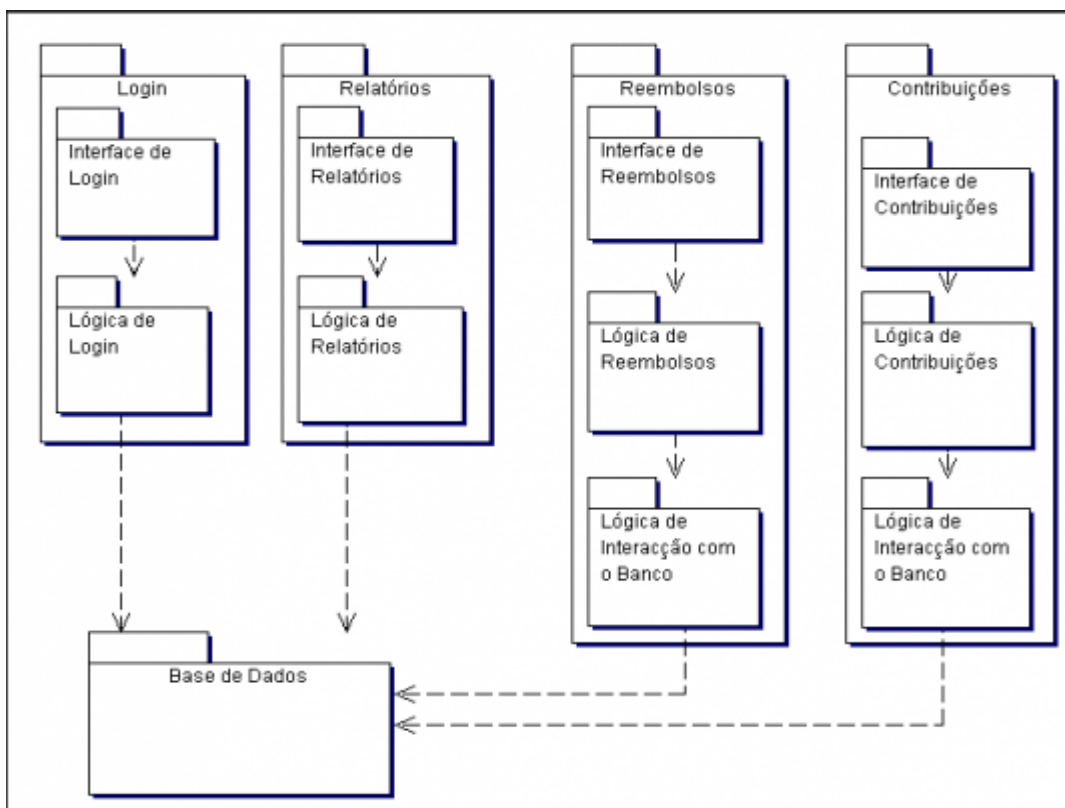 Login
Interface de
Login
Lógica de
Login
Relatórios
Interface de
Relatórios
Lógica de
Relatórios
Reembolsos
Interface de
Reembolsos
Lógica de
Reembolsos
Lógica de
Interacção com
o Banco
Contribuições
Interface de
Contribuições
Lógica de
Contribuições
Lógica de
Interacção com
o Banco
Base de Dados